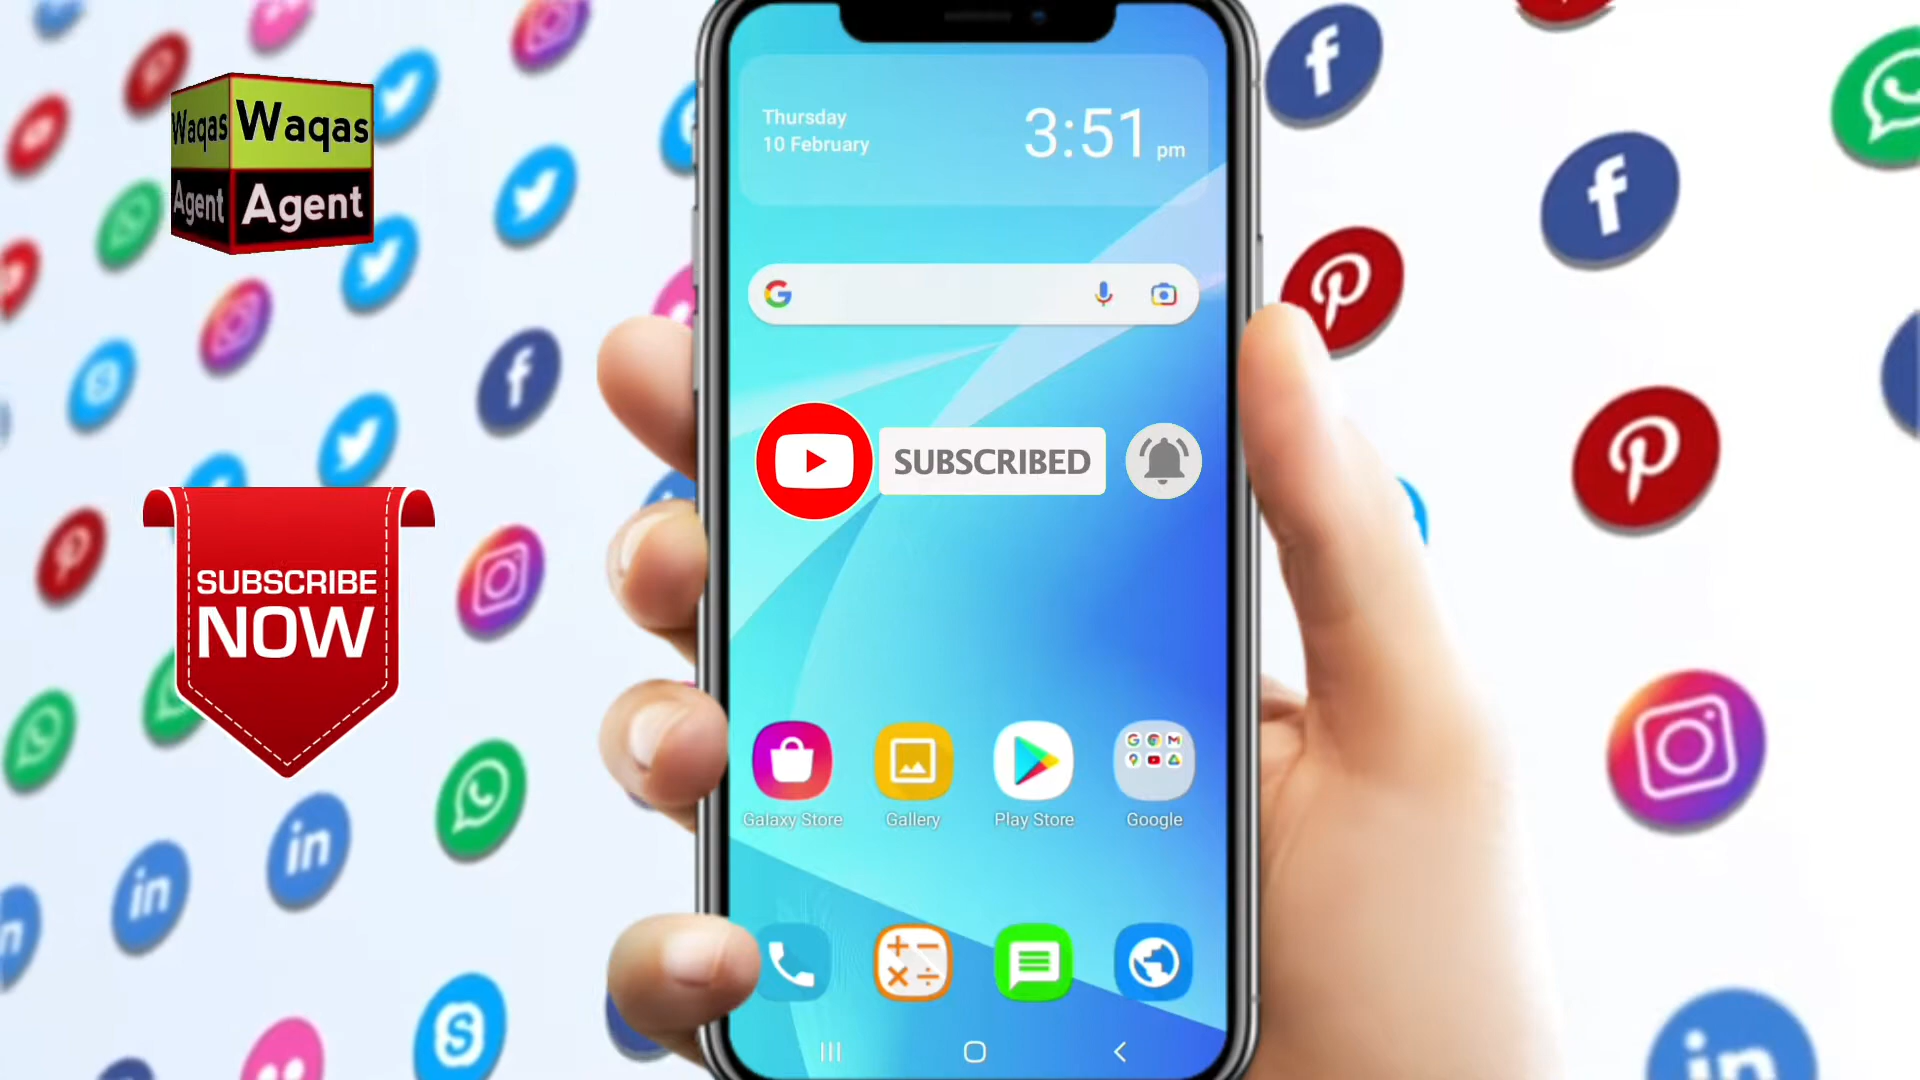 Waqas
Agent
Waqas
Agent
Thursday
10 February
3:51 pm
SUBSCRIBED
SUBSCRIBE
NOW
Galaxy Store
Gallery
Play Store
Google